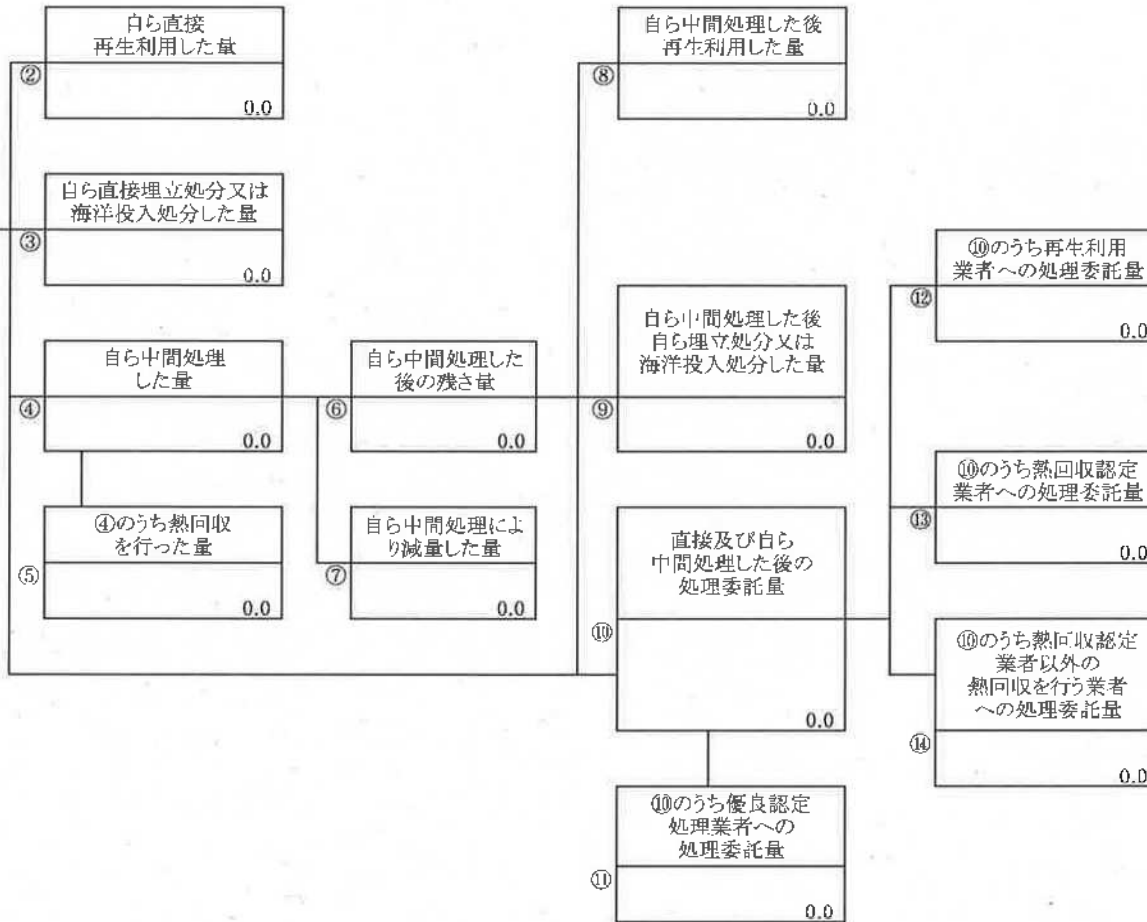 自ら直接
再生利用した量
②
0.0
自ら直接埋立処分又は
海洋投入処分した量
③
0.0
自ら中間処理
した量
④
0.0
④のうち熱回収
を行った量
⑤
0.0
自ら中間処理した
後の残さ量
⑥
0.0
自ら中間処理によ
り減量した量
⑦
0.0
自ら中間処理した後
再生利用した量
⑧
0.0
自ら中間処理した後
自ら埋立処分又は
海洋投入処分した量
⑨
0.0
直接及び自ら
中間処理した後の
処理委託量
⑩
0.0
⑩のうち優良認定
処理業者への
処理委託量
⑪
0.0
⑩のうち再生利用
業者への処理委託量
⑫
0.0
⑩のうち熱回収認定
業者への処理委託量
⑬
0.0
⑩のうち熱回収認定
業者以外の
熱回収を行う業者
への処理委託量
⑭
0.0